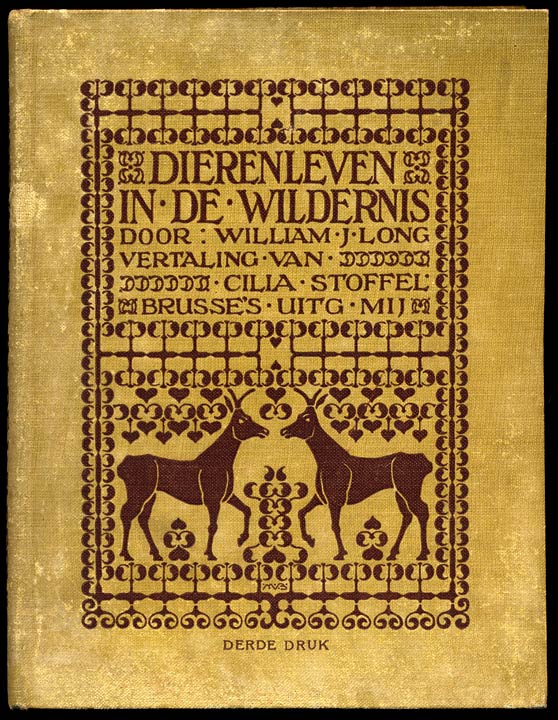 DIERENLEVEN
IN·DE·WILDERNIS
DOOR: WILLIAM·J·LONG
VERTALING·VAN·
·CILIA·STOFFEL·
BRUSSE'S·UITG·MIJ
DERDE DRUK